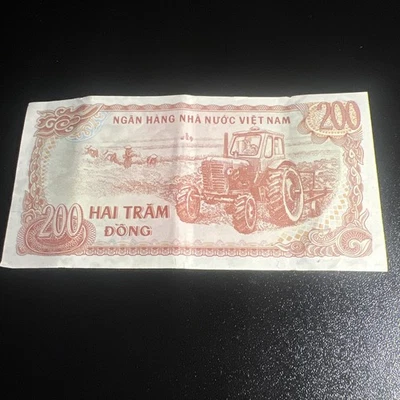 NGÂN HÀNG NHÀ NƯỚC VIỆT NAM
200
200
HAI TRĂM
ĐỒNG